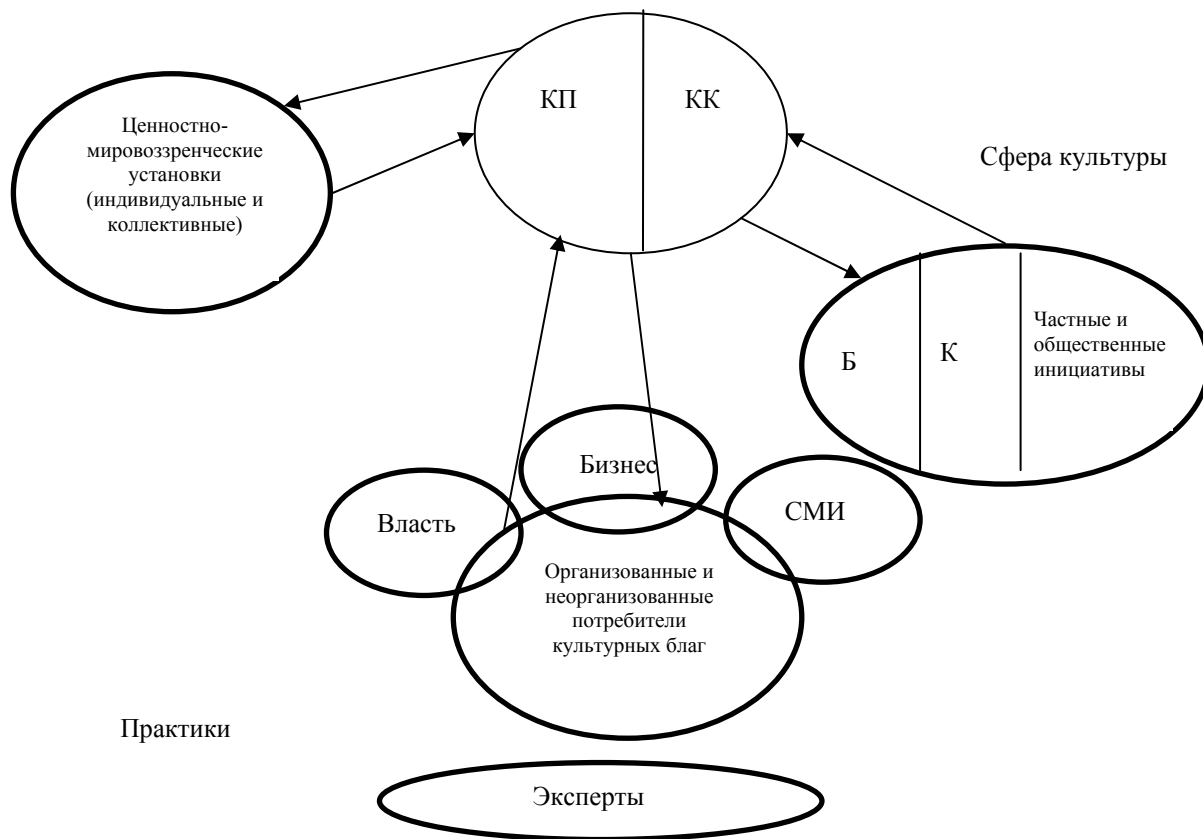 КП
КК
Ценностно-
мировоззренческие
установки
(индивидуальные и
коллективные)
Сфера культуры
Б
К
Частные и
общественные
инициативы
Бизнес
Власть
СМИ
Организованные и
неорганизованные
потребители
культурных благ
Практики
Эксперты